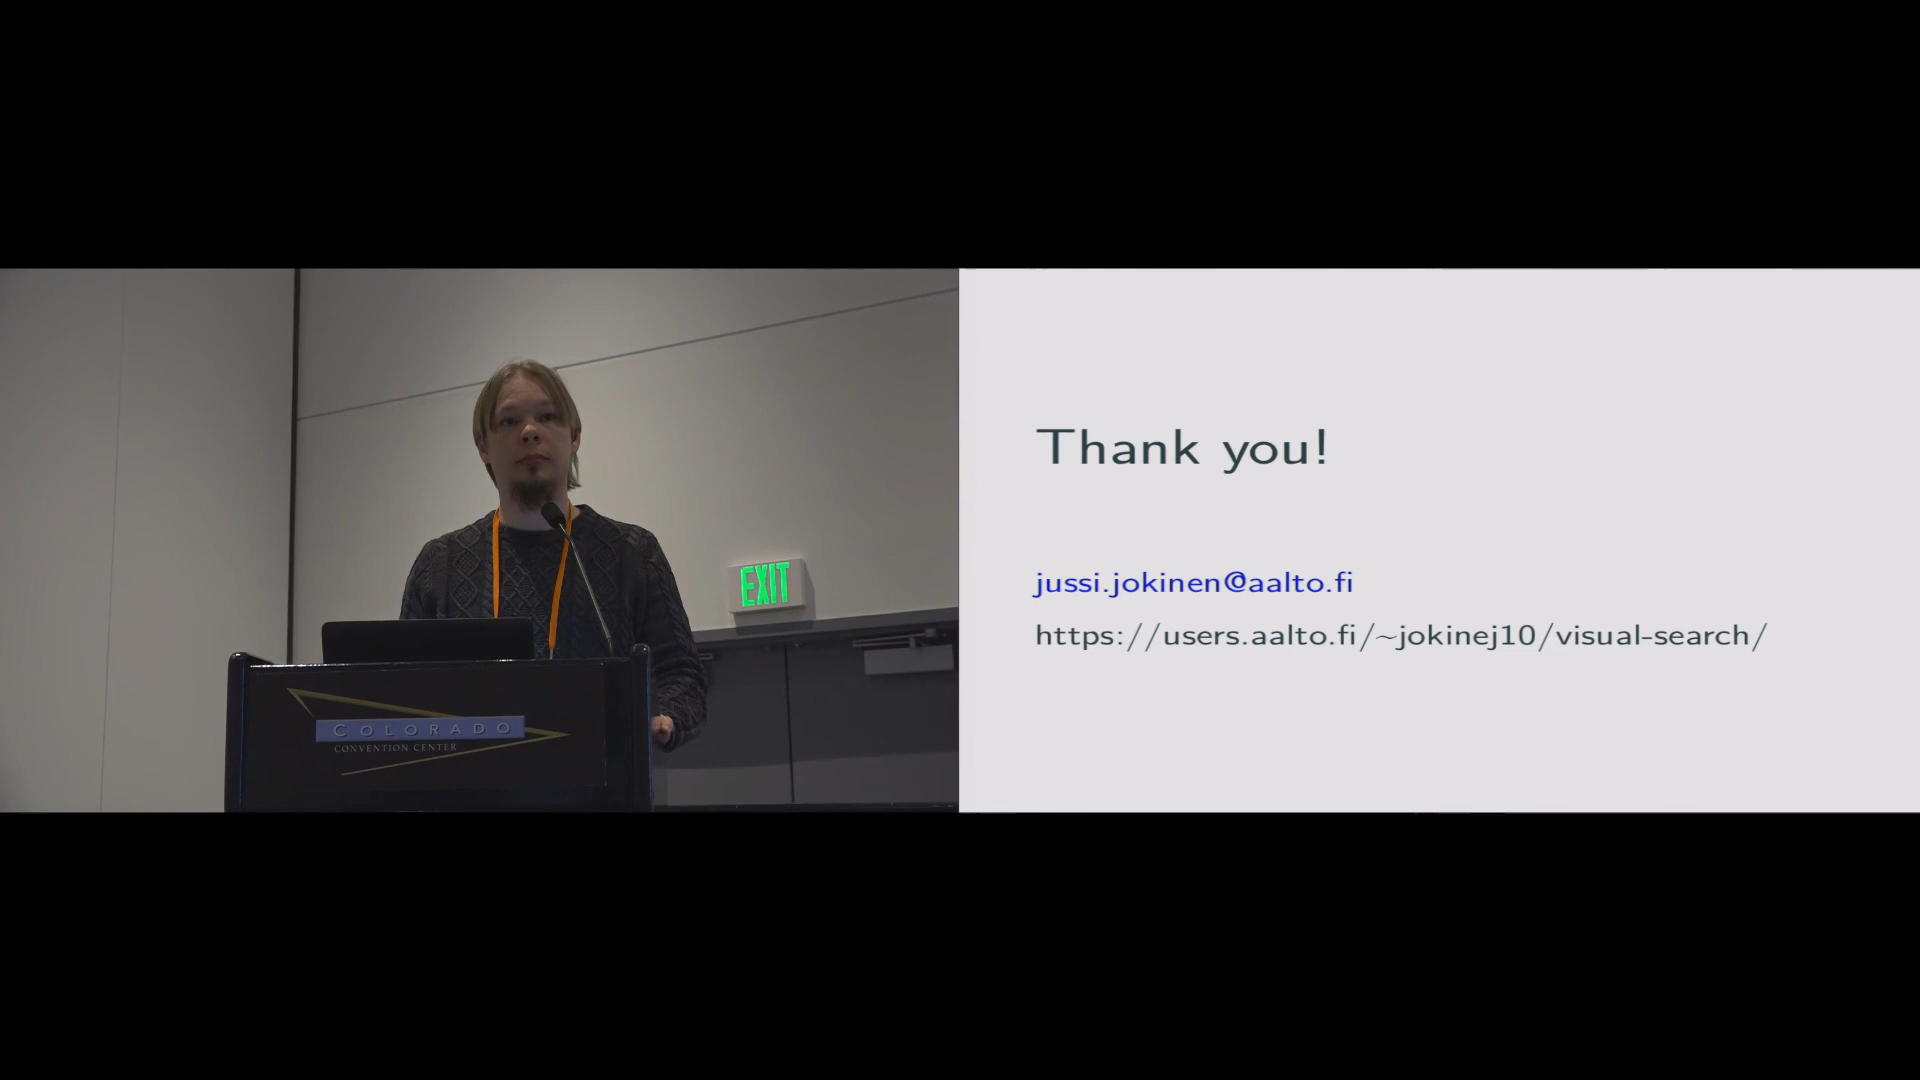 EXIT
COLORADO
CONVENTION CENTER
Thank you!
jussi.jokinen@aalto.fi
https://users.aalto.fi/~jokinej10/visual-search/